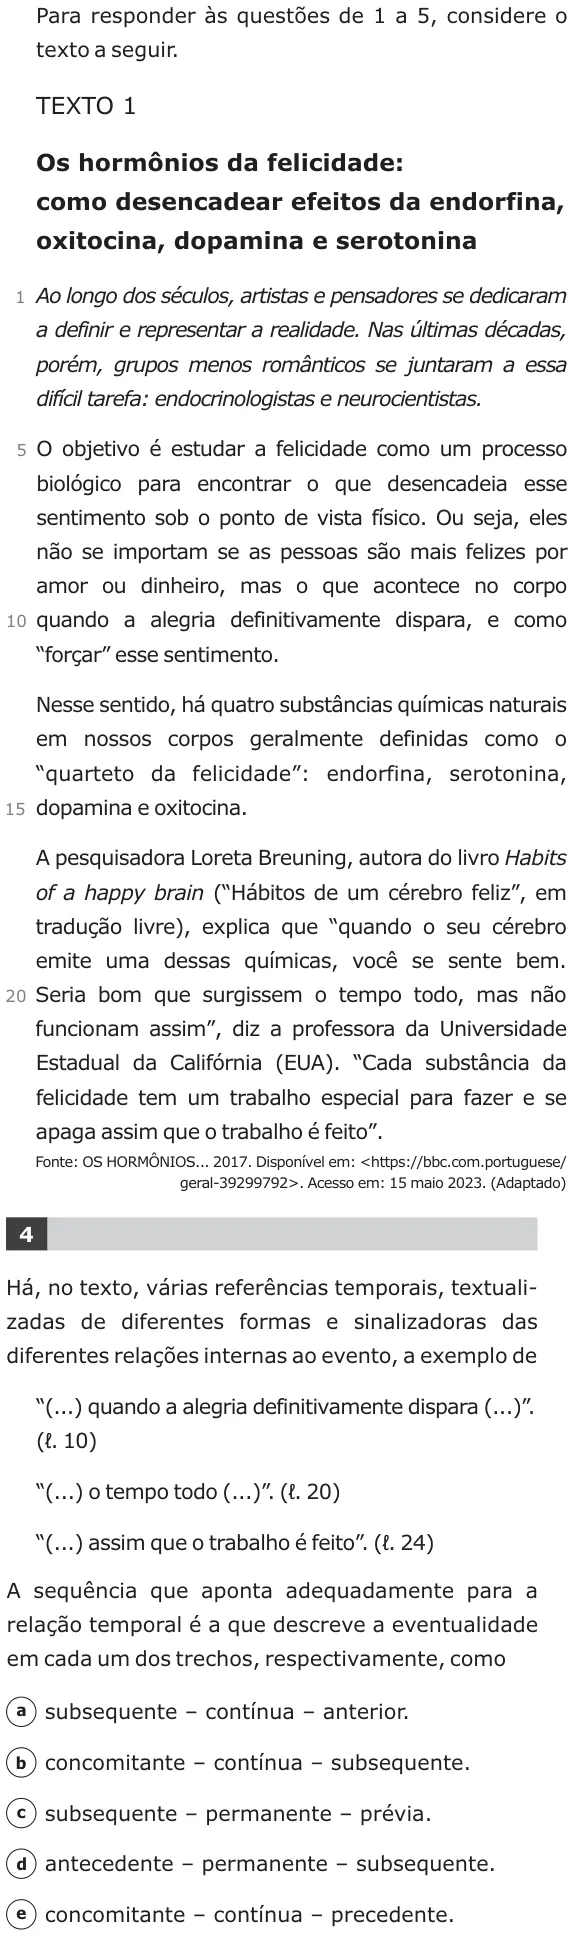 Para responder às questões de 1 a 5, considere o
texto a seguir.
TEXTO 1
Os hormônios da felicidade:
como desencadear efeitos da endorfina,
oxitocina, dopamina e serotonina
1 Ao longo dos séculos, artistas e pensadores se dedicaram
a definir e representar a realidade. Nas últimas décadas,
porém, grupos menos românticos se juntaram a essa
difícil tarefa: endocrinologistas e neurocientistas.
5 O objetivo é estudar a felicidade como um processo
biológico para encontrar o que desencadeia esse
sentimento sob o ponto de vista físico. Ou seja, eles
não se importam se as pessoas são mais felizes por
amor ou dinheiro, mas o que acontece no corpo
10 quando a alegria definitivamente dispara, e como
“forçar” esse sentimento.
Nesse sentido, há quatro substâncias químicas naturais
em nossos corpos geralmente definidas como o
“quarteto da felicidade”: endorfina, serotonina,
15 dopamina e oxitocina.
A pesquisadora Loreta Breuning, autora do livro Habits
of a happy brain (“Hábitos de um cérebro feliz”, em
tradução livre), explica que “quando o seu cérebro
emite uma dessas químicas, você se sente bem.
20 Seria bom que surgissem o tempo todo, mas não
funcionam assim”, diz a professora da Universidade
Estadual da Califórnia (EUA). “Cada substância da
felicidade tem um trabalho especial para fazer e se
apaga assim que o trabalho é feito”.
Fonte: OS HORMÔNIOS... 2017. Disponível em: <https://bbc.com.portuguese/
geral-39299792>. Acesso em: 15 maio 2023. (Adaptado)
4
Há, no texto, várias referências temporais, textuali-
zadas de diferentes formas e sinalizadoras das
diferentes relações internas ao evento, a exemplo de
“(...) quando a alegria definitivamente dispara (...)”.
(ℓ. 10)
“(...) o tempo todo (...)”. (ℓ. 20)
“(...) assim que o trabalho é feito”. (ℓ. 24)
A sequência que aponta adequadamente para a
relação temporal é a que descreve a eventualidade
em cada um dos trechos, respectivamente, como
a subsequente – contínua – anterior.
b concomitante – contínua – subsequente.
c subsequente – permanente – prévia.
d antecedente – permanente – subsequente.
e concomitante – contínua – precedente.